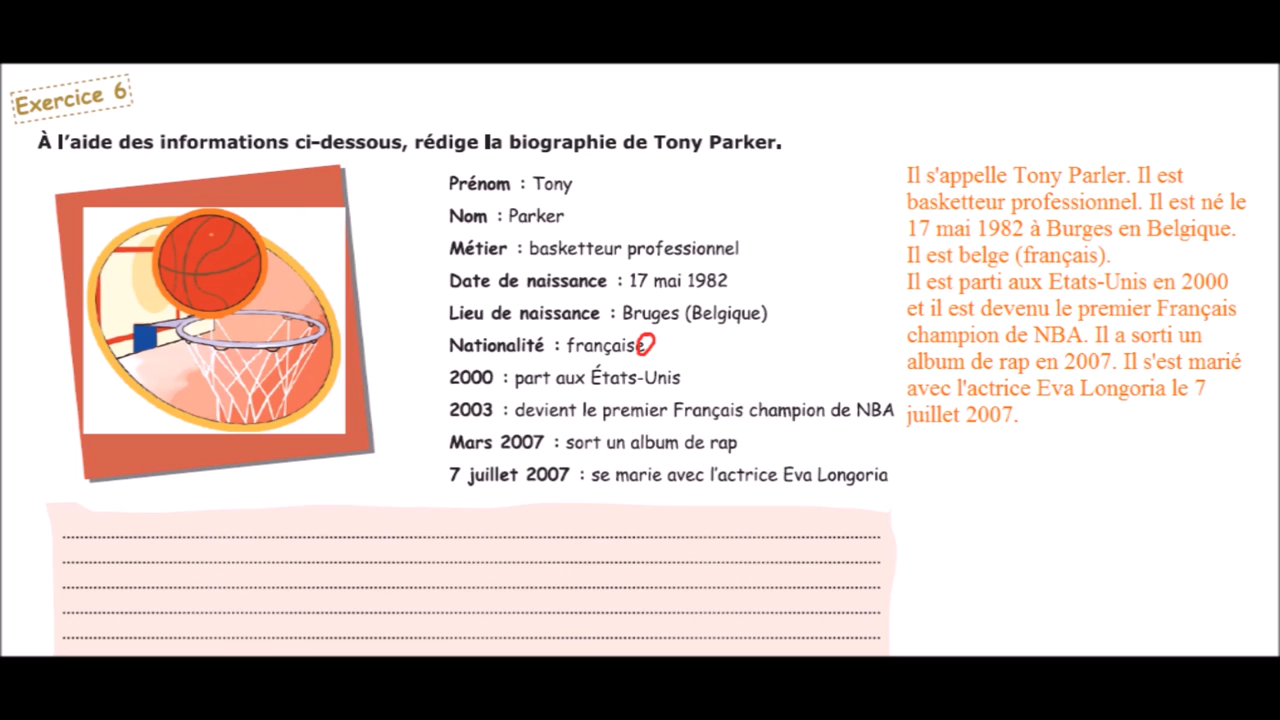 Exercice 6
À l'aide des informations ci-dessous, rédige la biographie de Tony Parker.
Prénom : Tony
Nom : Parker
Métier : basketteur professionnel
Date de naissance : 17 mai 1982
Lieu de naissance : Bruges (Belgique)
Nationalité : française
2000 : part aux États-Unis
2003 : devient le premier Français champion de NBA
Mars 2007 : sort un album de rap
7 juillet 2007 : se marie avec l'actrice Eva Longoria
Il s'appelle Tony Parler. Il est
basketteur professionnel. Il est né le
17 mai 1982 à Burges en Belgique.
Il est belge (français).
Il est parti aux Etats-Unis en 2000
et il est devenu le premier Français
champion de NBA. Il a sorti un
album de rap en 2007. Il s'est marié
avec l'actrice Eva Longoria le 7
juillet 2007.